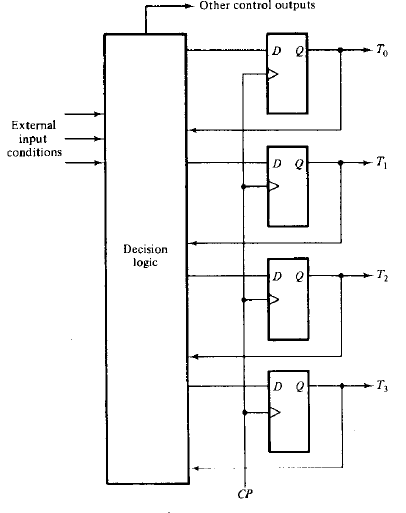 Other control outputs
D Q T0
External
input
conditions
D Q T1
Decision
logic
D Q T2
D Q T3
CP